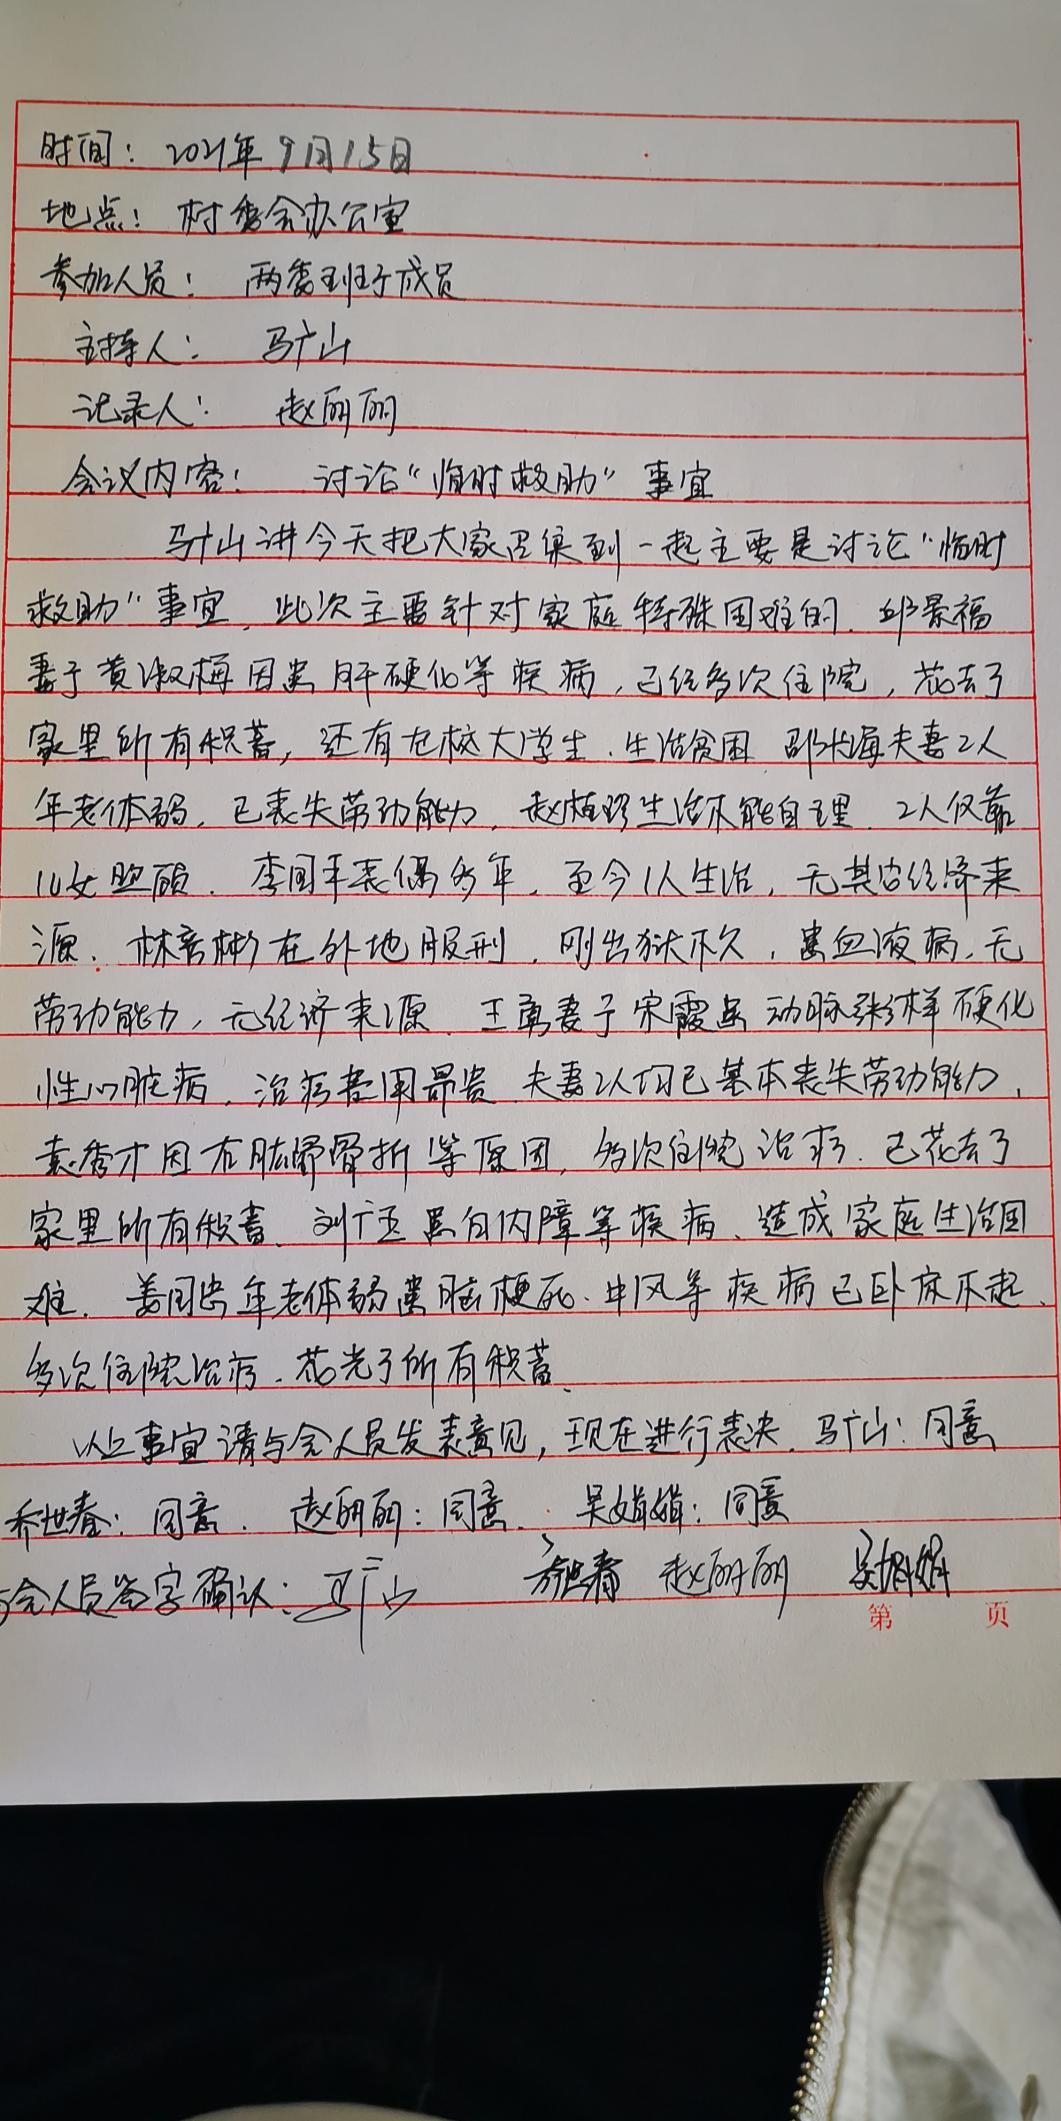 时间：2021年9月15日
地点：村委会办公室
参加人员：两委班子成员
主持人：马广山
记录人：赵丽丽
会议内容：讨论“临时救助”事宜
马广山讲今天把大家召集到一起主要是讨论“临时
救助”事宜，此次主要针对家庭特殊困难的．邱景福
妻子黄淑梅因患肝硬化等疾病，已经多次住院，花去了
家里所有积蓄，还有在校大学生．生活贫困 邵长海夫妻2人
年老体弱，已丧失劳动能力，赵桂珍生活不能自理．2人仅靠
儿女照顾．李国平丧偶多年，至今1人生活，无其它经济来
源．林彦彬在外地服刑，刚出狱不久，患血液病，无
劳动能力，无经济来源．王勇妻子宋霞患动脉粥样硬化
性心脏病，治疗费用昂贵．夫妻2人均已基本丧失劳动能力，
袁秀才因右肱骨骨折等原因，多次住院治疗．已花去了
家里所有积蓄．刘广玉患白内障等疾病、造成家庭生活困
难．姜国忠年老体弱患脑梗死．中风等疾病已卧床不起、
多次住院治疗．花光了所有积蓄．
以上事宜请与会人员发表意见，现在进行表决．马广山：同意
乔世春：同意． 赵丽丽：同意． 吴娟娟：同意
与会人员签字确认：马广山 乔世春 赵丽丽 吴娟娟
第 页